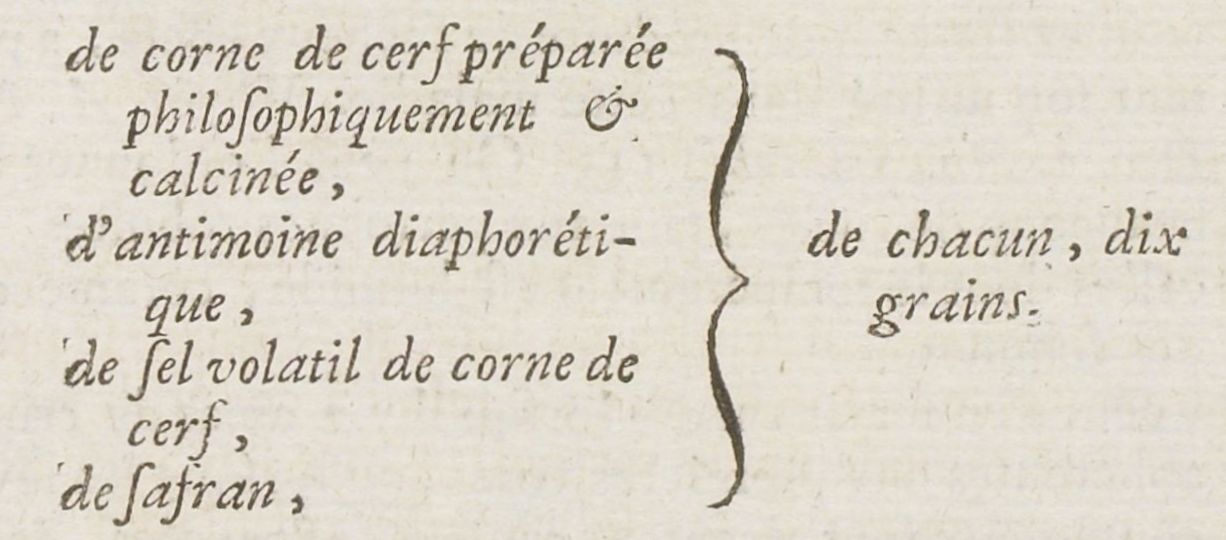 de corne de cerf préparée
philoſophiquement &
calcinée,
d'antimoine diaphoréti-
que,
de ſel volatil de corne de
cerf,
de ſafran,
de chacun, dix
grains.